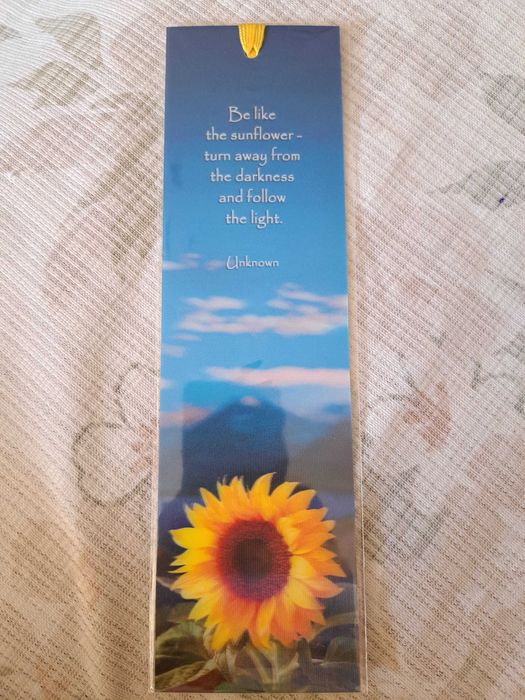 Be like
the sunflower -
turn away from
the darkness
and follow
the light.
Unknown